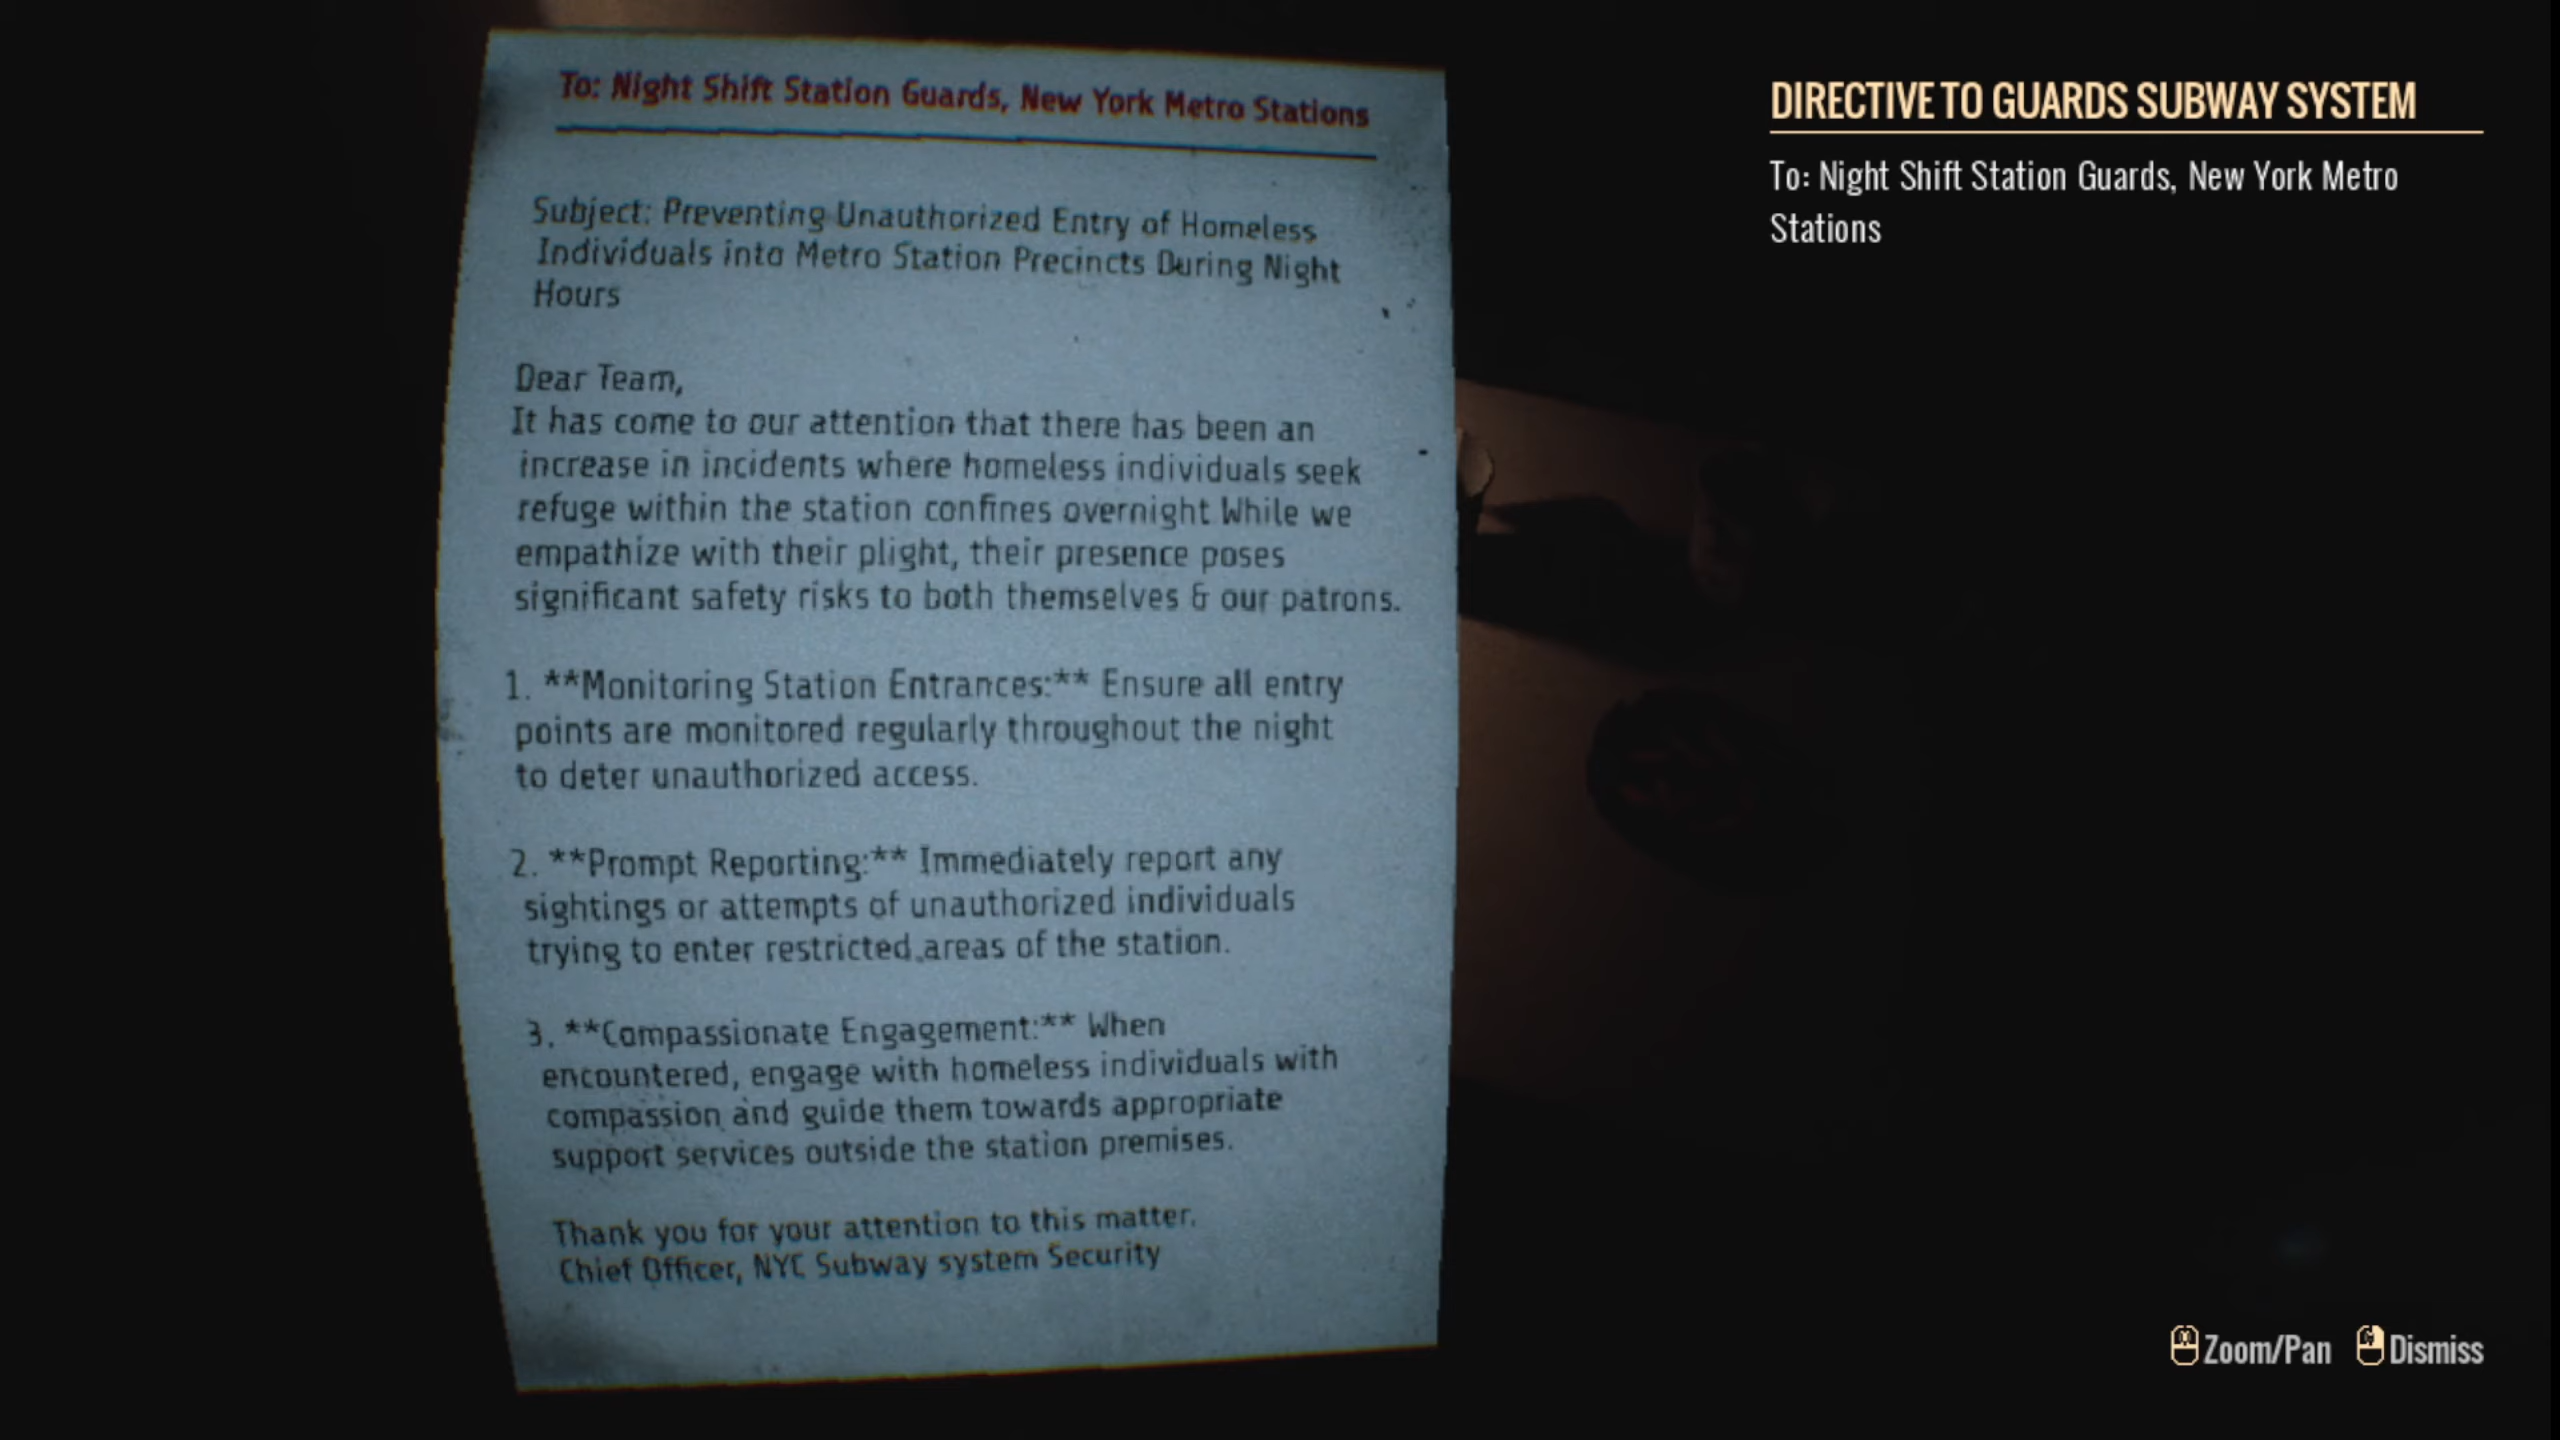 To: Night Shift Station Guards, New York Metro Stations
Subject: Preventing Unauthorized Entry of Homeless
Individuals into Metro Station Precincts During Night
Hours
Dear Team,
It has come to our attention that there has been an
increase in incidents where homeless individuals seek
refuge within the station confines overnight While we
empathize with their plight, their presence poses
significant safety risks to both themselves & our patrons.
1. **Monitoring Station Entrances:** Ensure all entry
points are monitored regularly throughout the night
to deter unauthorized access.
2. **Prompt Reporting:** Immediately report any
sightings or attempts of unauthorized individuals
trying to enter restricted areas of the station.
3. **Compassionate Engagement:** When
encountered, engage with homeless individuals with
compassion and guide them towards appropriate
support services outside the station premises.
Thank you for your attention to this matter.
Chief Officer, NYC Subway system Security
DIRECTIVE TO GUARDS SUBWAY SYSTEM
To: Night Shift Station Guards, New York Metro
Stations
Zoom/Pan Dismiss